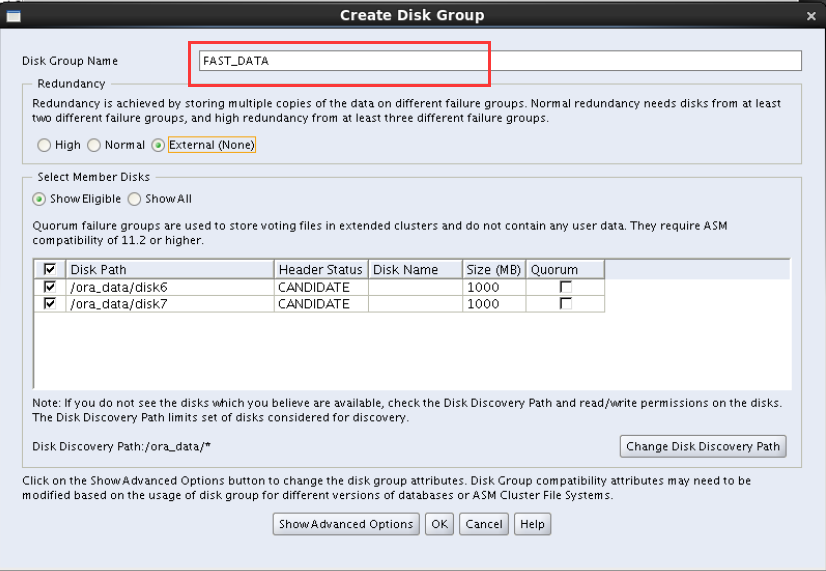 Create Disk Group
Disk Group Name FAST_DATA
Redundancy
Redundancy is achieved by storing multiple copies of the data on different failure groups. Normal redundancy needs disks from at least
two different failure groups, and high redundancy from at least three different failure groups.
High Normal External (None)
Select Member Disks
Show Eligible Show All
Quorum failure groups are used to store voting files in extended clusters and do not contain any user data. They require ASM
compatibility of 11.2 or higher.
Disk Path Header Status Disk Name Size (MB) Quorum
/ora_data/disk6 CANDIDATE 1000
/ora_data/disk7 CANDIDATE 1000
Note: If you do not see the disks which you believe are available, check the Disk Discovery Path and read/write permissions on the disks.
The Disk Discovery Path limits set of disks considered for discovery.
Disk Discovery Path:/ora_data/* Change Disk Discovery Path
Click on the Show Advanced Options button to change the disk group attributes. Disk Group compatibility attributes may need to be
modified based on the usage of disk group for different versions of databases or ASM Cluster File Systems.
Show Advanced Options OK Cancel Help